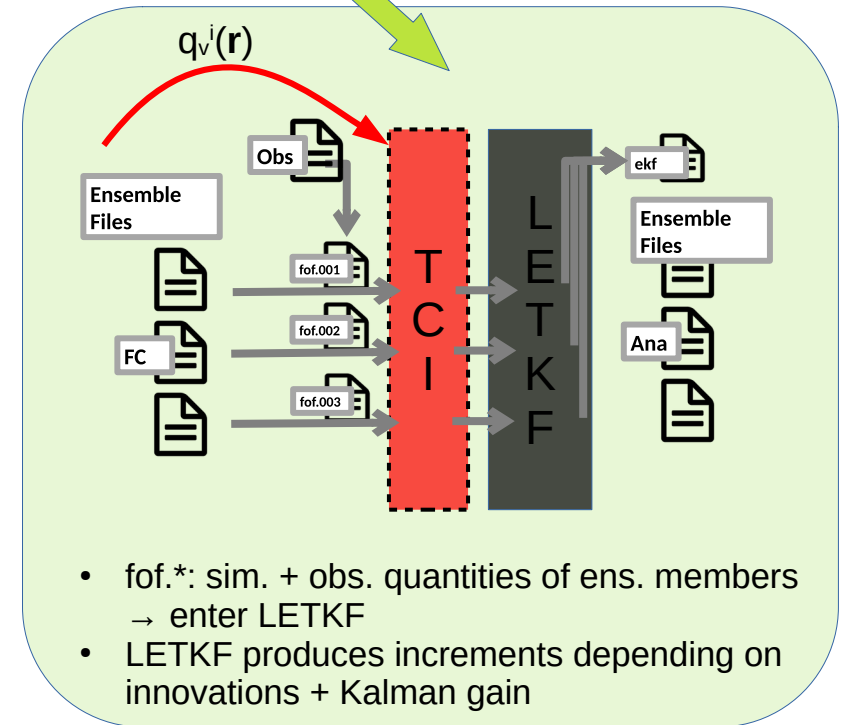 qᵥⁱ(r)
Obs
Ensemble
Files
fof.001
fof.002
FC
fof.003
T
C
I
L
E
T
K
F
ekf
Ensemble
Files
Ana
• fof.*: sim. + obs. quantities of ens. members
→ enter LETKF
• LETKF produces increments depending on
innovations + Kalman gain